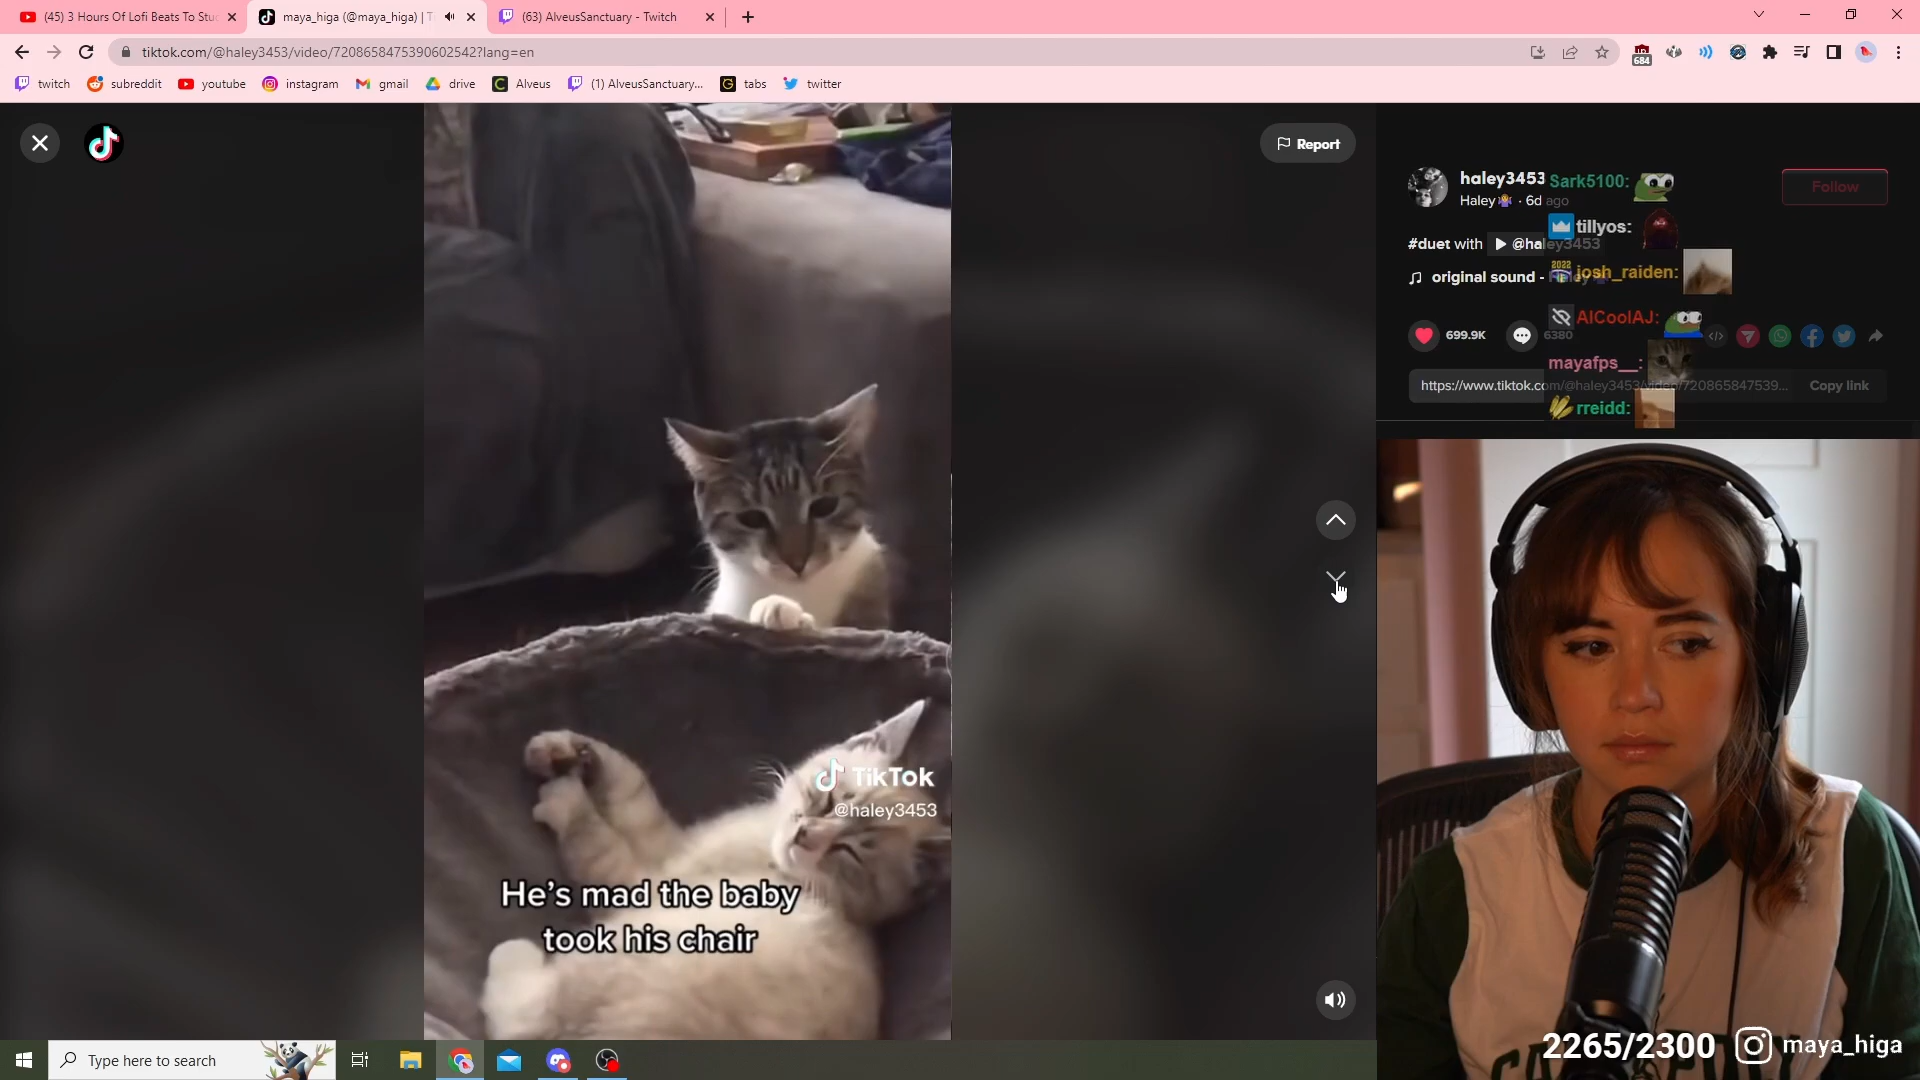 (45) 3 Hours Of Lofi Beats To Stu
maya_higa (@maya_higa) | T
(63) AlveusSanctuary - Twitch
tiktok.com/@haley3453/video/7208658475390602542?lang=en
684
twitch
subreddit
youtube
instagram
gmail
drive
Alveus
(1) AlveusSanctuary...
tabs
twitter
Report
haley3453
Haley · 6d ago
Follow
#duet with @haley3453
original sound -
699.9K
6380
https://www.tiktok.com/@haley3453/video/720865847539...
Copy link
Sark5100:
tillyos:
2022
josh_raiden:
AlCoolAJ:
mayafps__:
rreidd:
TikTok
@haley3453
He's mad the baby
took his chair
Type here to search
2265/2300
maya_higa